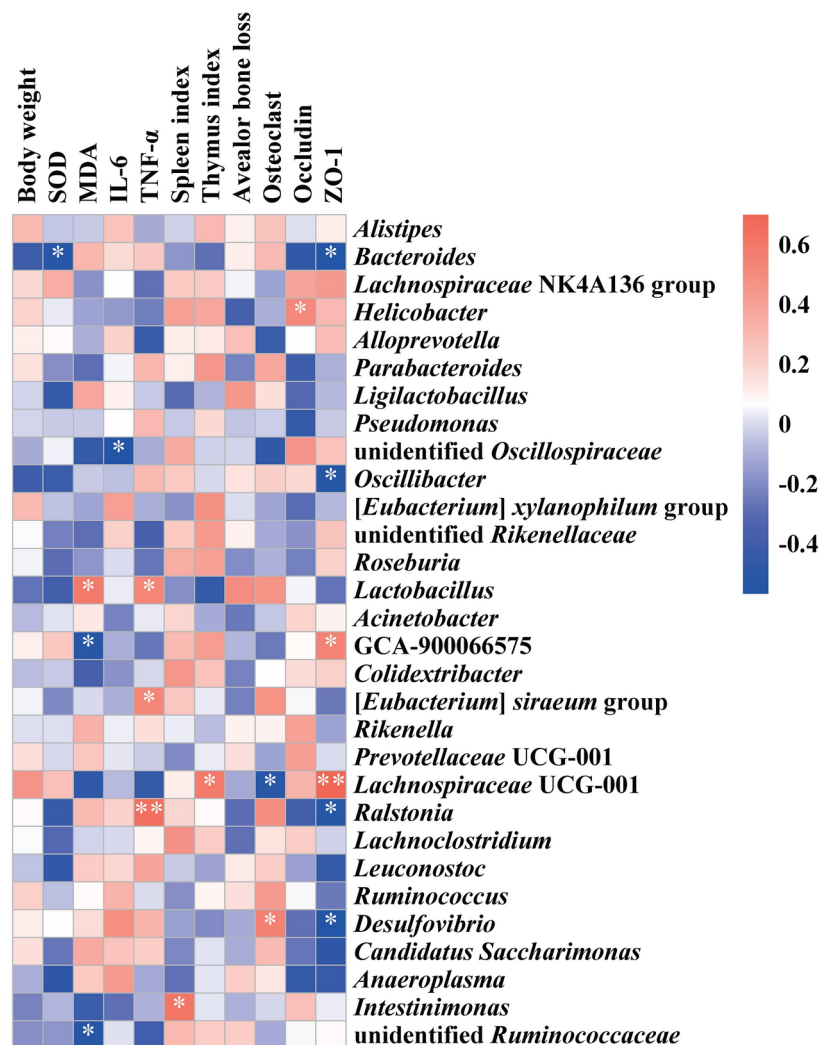 Body weight
SOD
MDA
IL-6
TNF-α
Spleen index
Thymus index
Avealor bone loss
Osteoclast
Occludin
ZO-1
Alistipes
* * Bacteroides
Lachnospiraceae NK4A136 group
* Helicobacter
Alloprevotella
Parabacteroides
Ligilactobacillus
Pseudomonas
* unidentified Oscillospiraceae
* Oscillibacter
[Eubacterium] xylanophilum group
unidentified Rikenellaceae
Roseburia
* * Lactobacillus
Acinetobacter
* * GCA-900066575
Colidextribacter
* [Eubacterium] siraeum group
Rikenella
Prevotellaceae UCG-001
* * ** Lachnospiraceae UCG-001
** * Ralstonia
Lachnoclostridium
Leuconostoc
Ruminococcus
* * Desulfovibrio
Candidatus Saccharimonas
Anaeroplasma
* Intestinimonas
* unidentified Ruminococcaceae
0.6
0.4
0.2
0
-0.2
-0.4